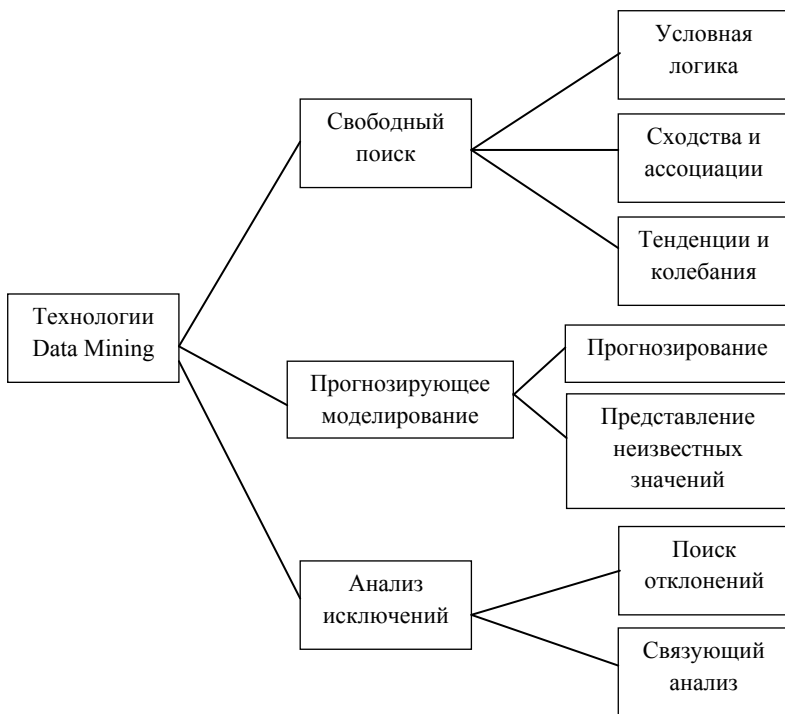 Технологии
Data Mining
Свободный
поиск
Условная
логика
Сходства и
ассоциации
Тенденции и
колебания
Прогнозирующее
моделирование
Прогнозирование
Представление
неизвестных
значений
Анализ
исключений
Поиск
отклонений
Связующий
анализ